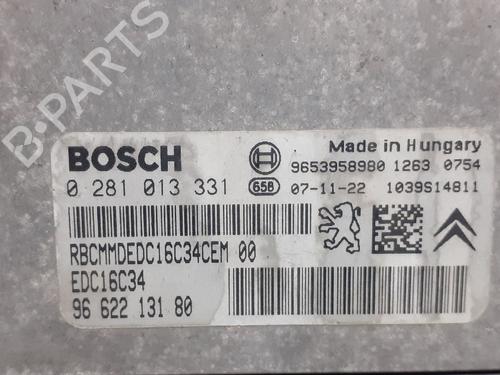 B-PARTS
BOSCH
Made in Hungary
9653958980 1263 0754
0 281 013 331
658
07-11-22 1039S14811
RBCMMDEDC16C34CEM 00
EDC16C34
96 622 131 80